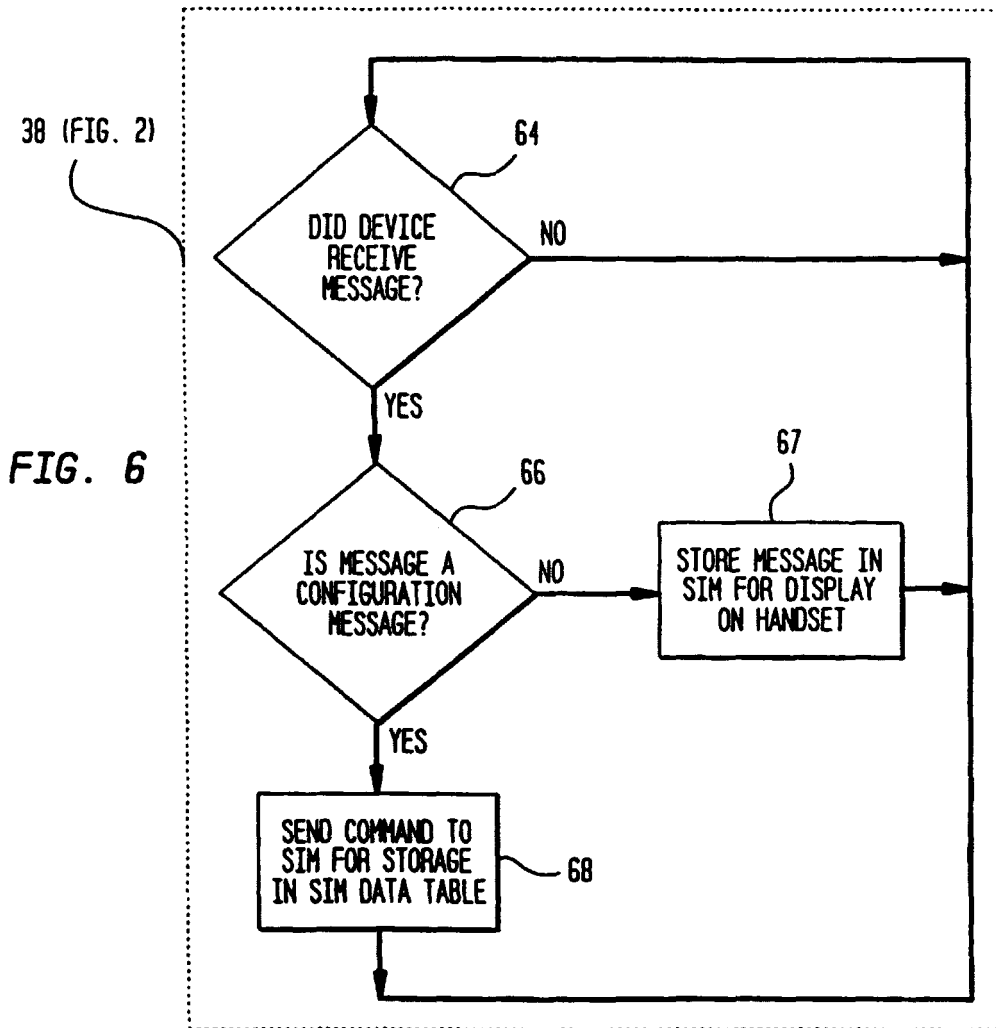 38 (FIG. 2)
64
DID DEVICE
RECEIVE
MESSAGE?
NO
YES
FIG. 6
66
67
IS MESSAGE A
CONFIGURATION
MESSAGE?
NO
STORE MESSAGE IN
SIM FOR DISPLAY
ON HANDSET
YES
SEND COMMAND TO
SIM FOR STORAGE
IN SIM DATA TABLE
68